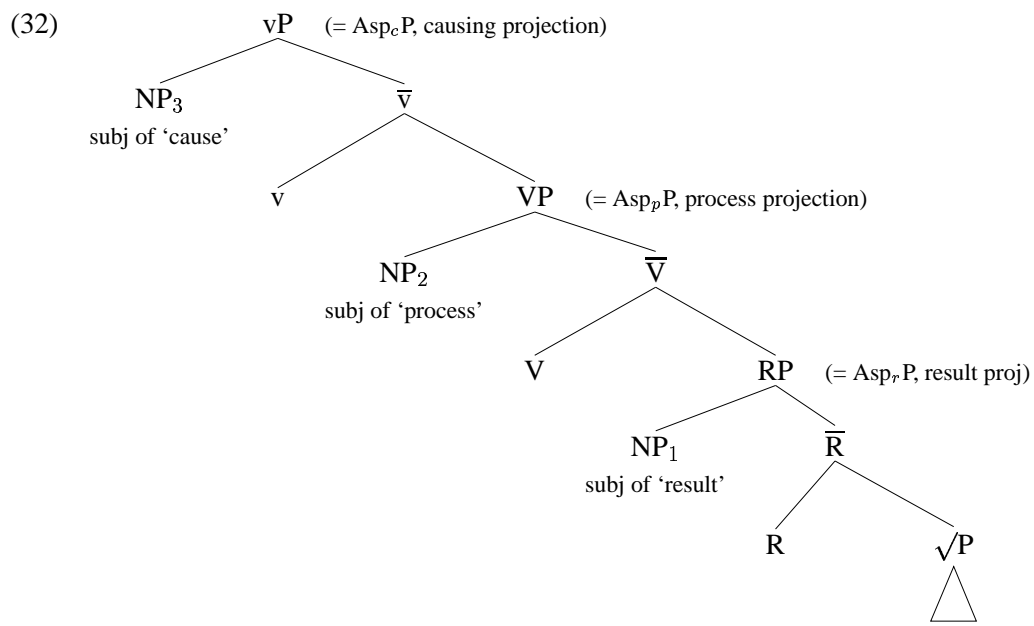 (32) vP (= Asp_cP, causing projection)
NP₃ v̅
subj of ‘cause’
v VP (= Asp_pP, process projection)
NP₂ V̅
subj of ‘process’
V RP (= Asp_rP, result proj)
NP₁ R̅
subj of ‘result’
R √P